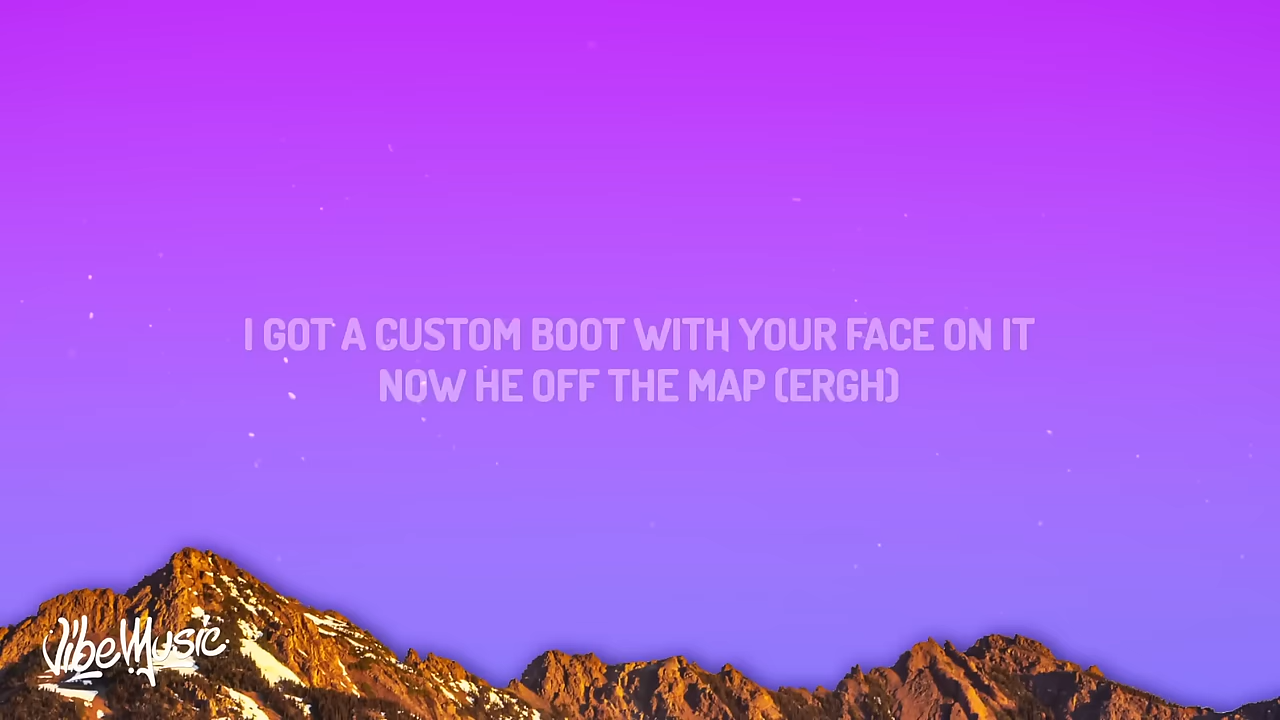 I GOT A CUSTOM BOOT WITH YOUR FACE ON IT
NOW HE OFF THE MAP (ERGH)
VibeMusic